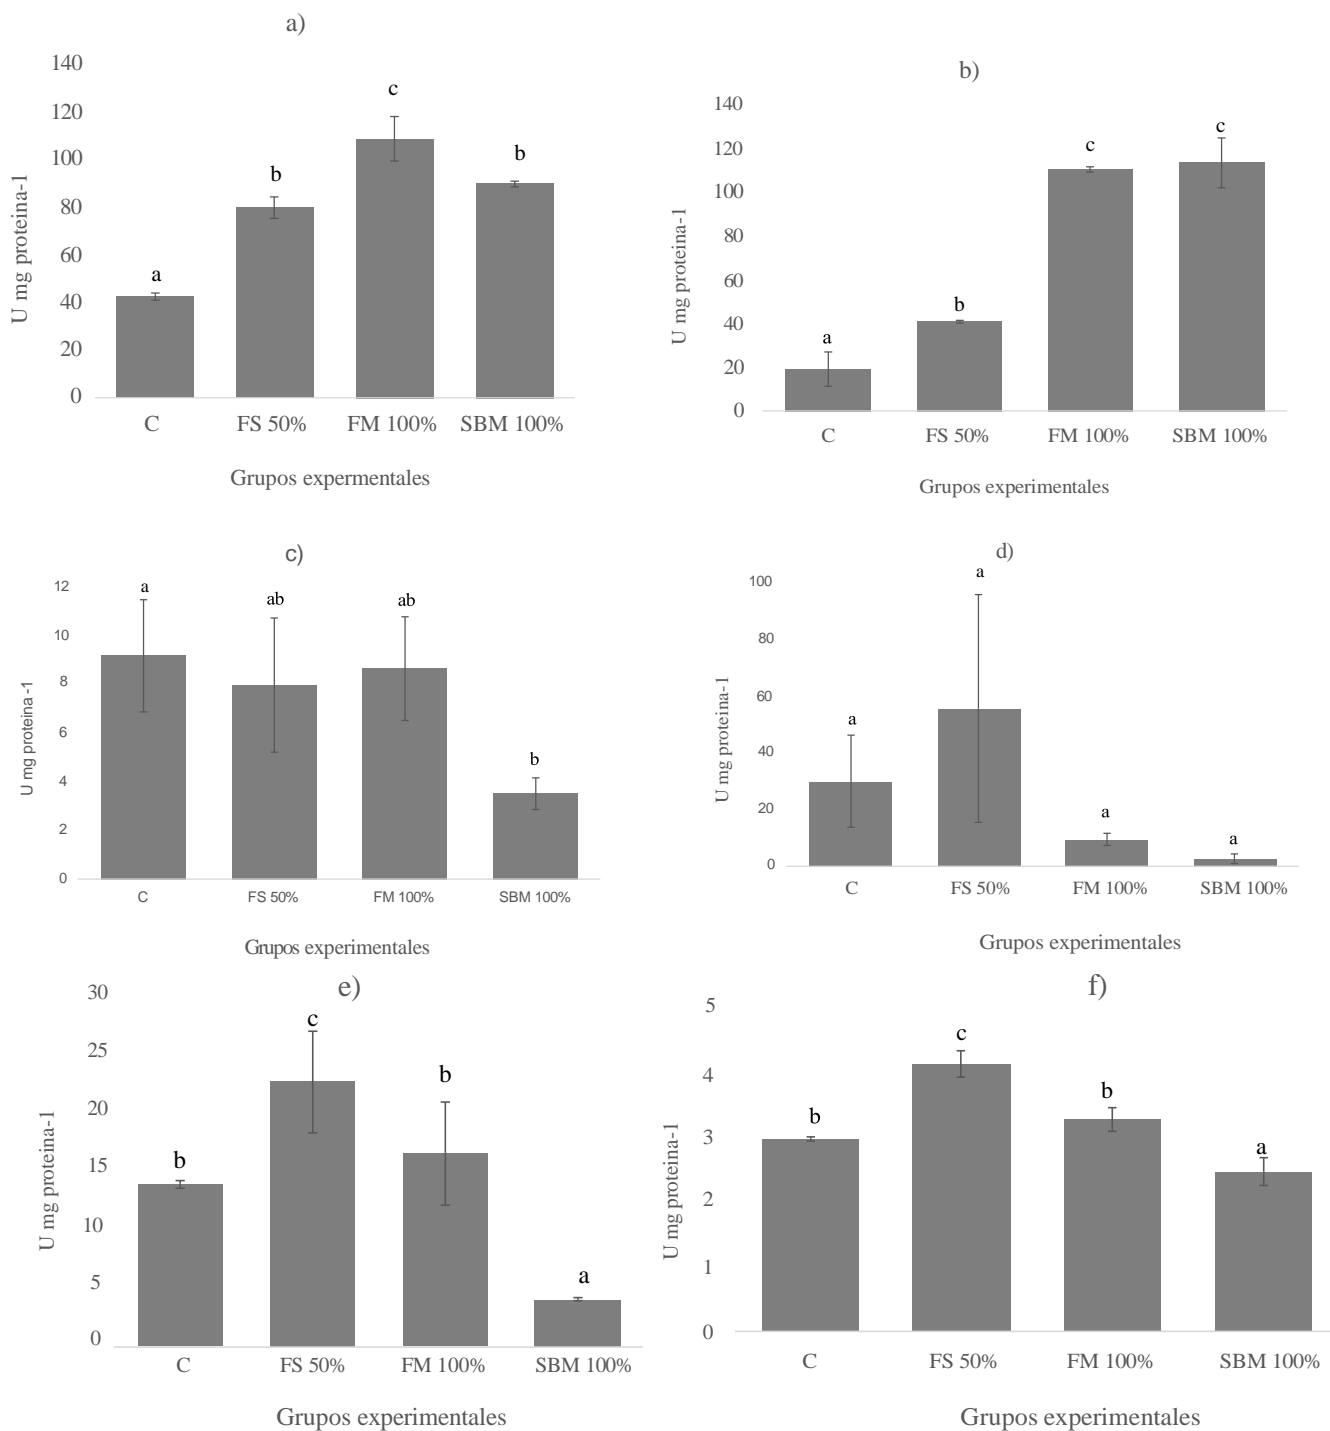 a)
140
120
100
80
60
40
20
0
U mg proteina-1
a
b
c
b
C FS 50% FM 100% SBM 100%
Grupos expermentales
b)
140
120
100
80
60
40
20
0
U mg proteina-1
a
b
c
c
C FS 50% FM 100% SBM 100%
Grupos experimentales
c)
12
10
8
6
4
2
0
U mg proteina -1
a
ab
ab
b
C FS 50% FM 100% SBM 100%
Grupos experimentales
d)
100
80
60
40
20
0
U mg proteina-1
a
a
a
a
C FS 50% FM 100% SBM 100%
Grupos experimentales
e)
30
25
20
15
10
5
0
U mg proteina-1
b
c
b
a
C FS 50% FM 100% SBM 100%
Grupos experimentales
f)
5
4
3
2
1
0
U mg proteina-1
b
c
b
a
C FS 50% FM 100% SBM 100%
Grupos experimentales